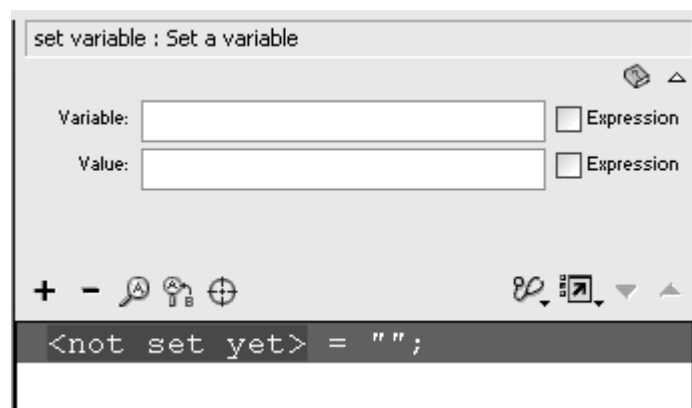 set variable : Set a variable
Variable: Expression
Value: Expression
<not set yet> = "";